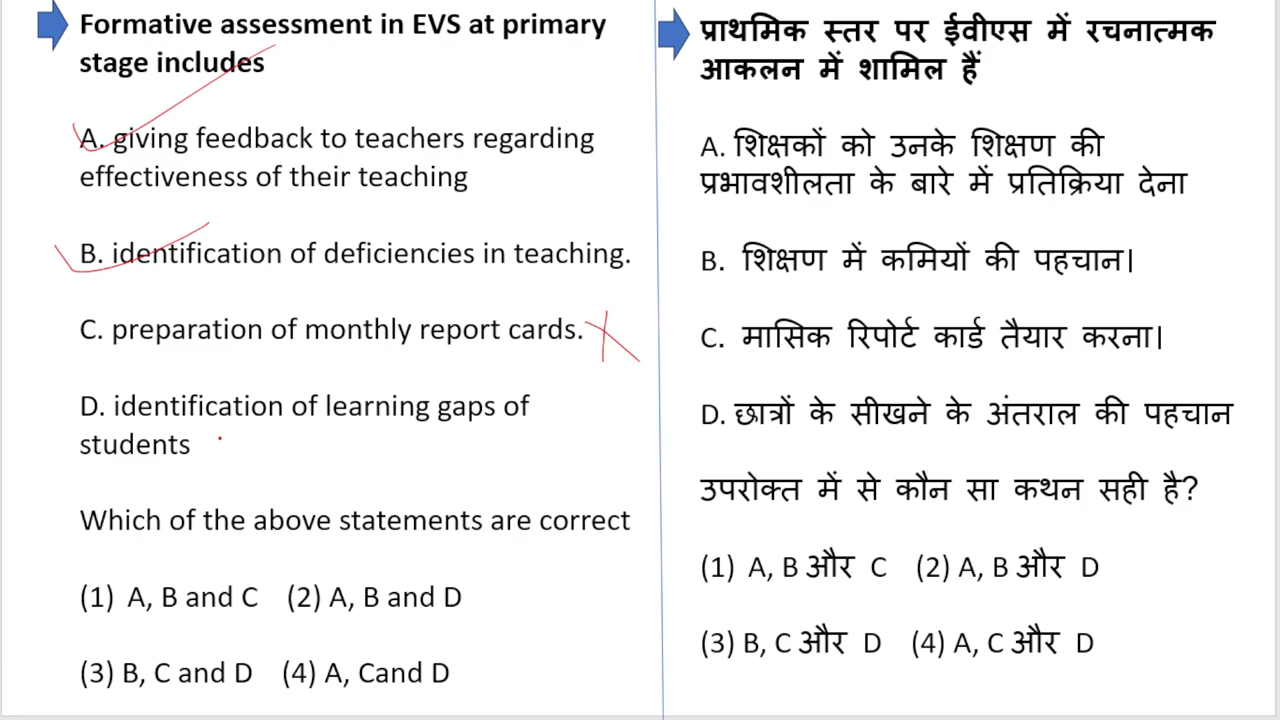 Formative assessment in EVS at primary
stage includes
A. giving feedback to teachers regarding
effectiveness of their teaching
B. identification of deficiencies in teaching.
C. preparation of monthly report cards.
D. identification of learning gaps of
students
Which of the above statements are correct
(1) A, B and C (2) A, B and D
(3) B, C and D (4) A, Cand D
प्राथमिक स्तर पर ईवीएस में रचनात्मक
आकलन में शामिल हैं
A. शिक्षकों को उनके शिक्षण की
प्रभावशीलता के बारे में प्रतिक्रिया देना
B. शिक्षण में कमियों की पहचान।
C. मासिक रिपोर्ट कार्ड तैयार करना।
D. छात्रों के सीखने के अंतराल की पहचान
उपरोक्त में से कौन सा कथन सही है?
(1) A, B और C (2) A, B और D
(3) B, C और D (4) A, C और D